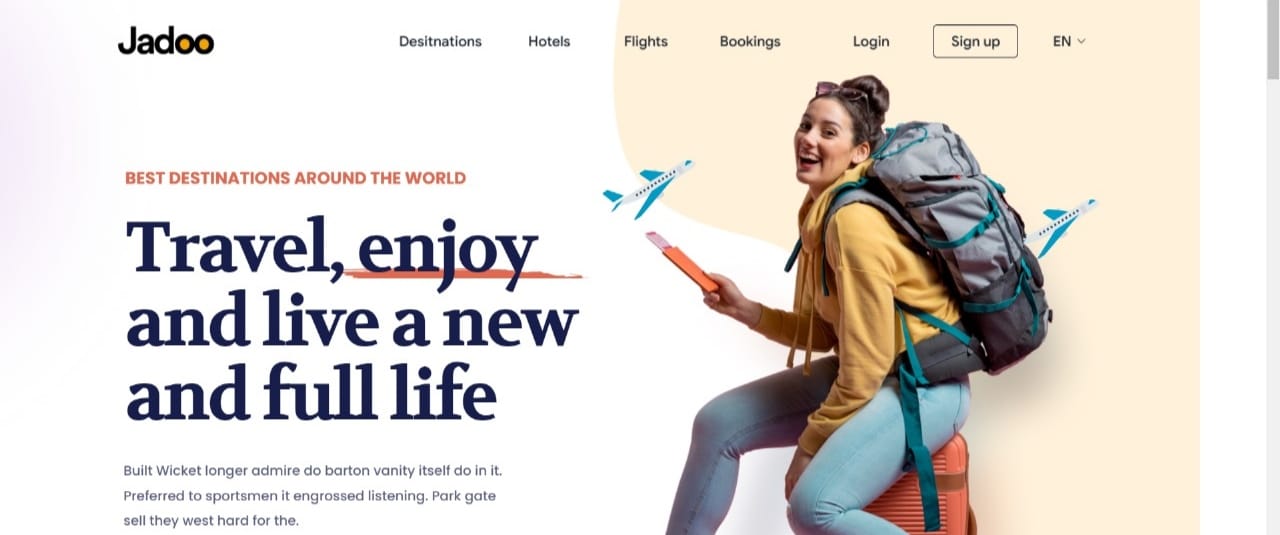 Jadoo
Desitnations Hotels Flights Bookings Login Sign up EN
BEST DESTINATIONS AROUND THE WORLD
Travel, enjoy
and live a new
and full life
Built Wicket longer admire do barton vanity itself do in it.
Preferred to sportsmen it engrossed listening. Park gate
sell they west hard for the.